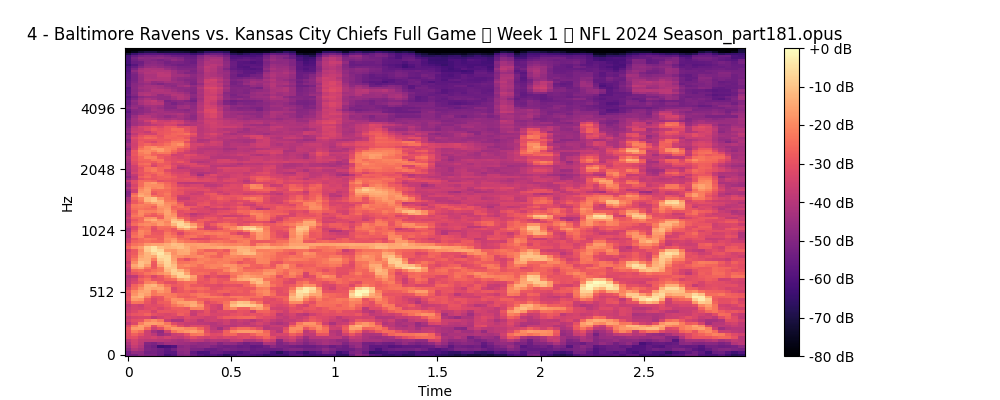 4 - Baltimore Ravens vs. Kansas City Chiefs Full Game ▯ Week 1 ▯ NFL 2024 Season_part181.opus
Hz
4096
2048
1024
512
0
0 0.5 1 1.5 2 2.5
Time
+0 dB
-10 dB
-20 dB
-30 dB
-40 dB
-50 dB
-60 dB
-70 dB
-80 dB